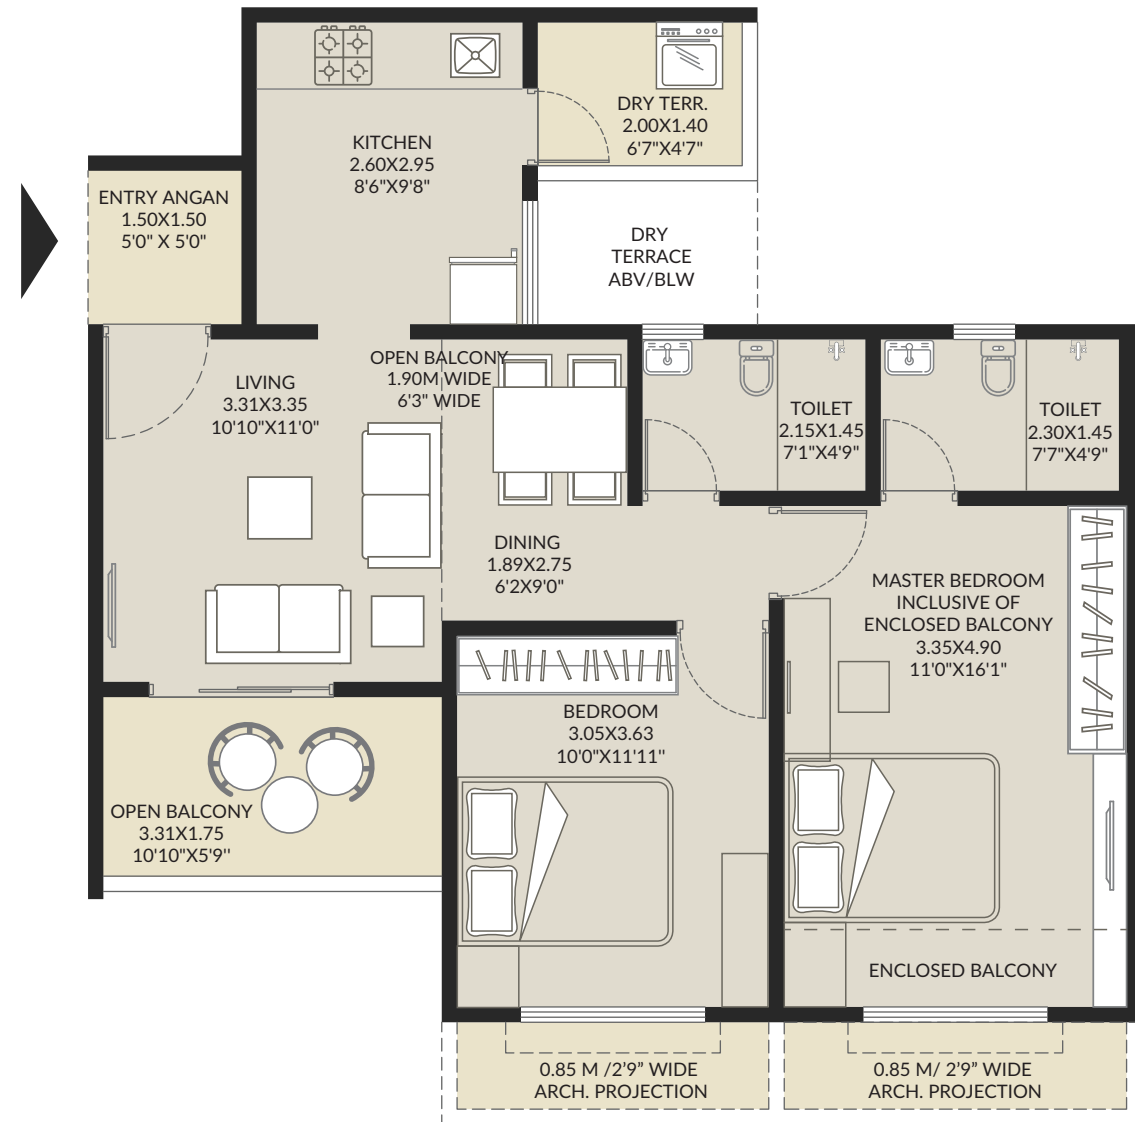 DRY TERR.
2.00X1.40
6'7"X4'7"
KITCHEN
2.60X2.95
8'6"X9'8"
ENTRY ANGAN
1.50X1.50
5'0" X 5'0"
DRY
TERRACE
ABV/BLW
OPEN BALCONY
1.90M WIDE
6'3" WIDE
LIVING
3.31X3.35
10'10"X11'0"
TOILET
2.15X1.45
7'1"X4'9"
TOILET
2.30X1.45
7'7"X4'9"
DINING
1.89X2.75
6'2X9'0"
MASTER BEDROOM
INCLUSIVE OF
ENCLOSED BALCONY
3.35X4.90
11'0"X16'1"
BEDROOM
3.05X3.63
10'0"X11'11''
OPEN BALCONY
3.31X1.75
10'10"X5'9''
ENCLOSED BALCONY
0.85 M /2'9” WIDE
ARCH. PROJECTION
0.85 M/ 2'9” WIDE
ARCH. PROJECTION